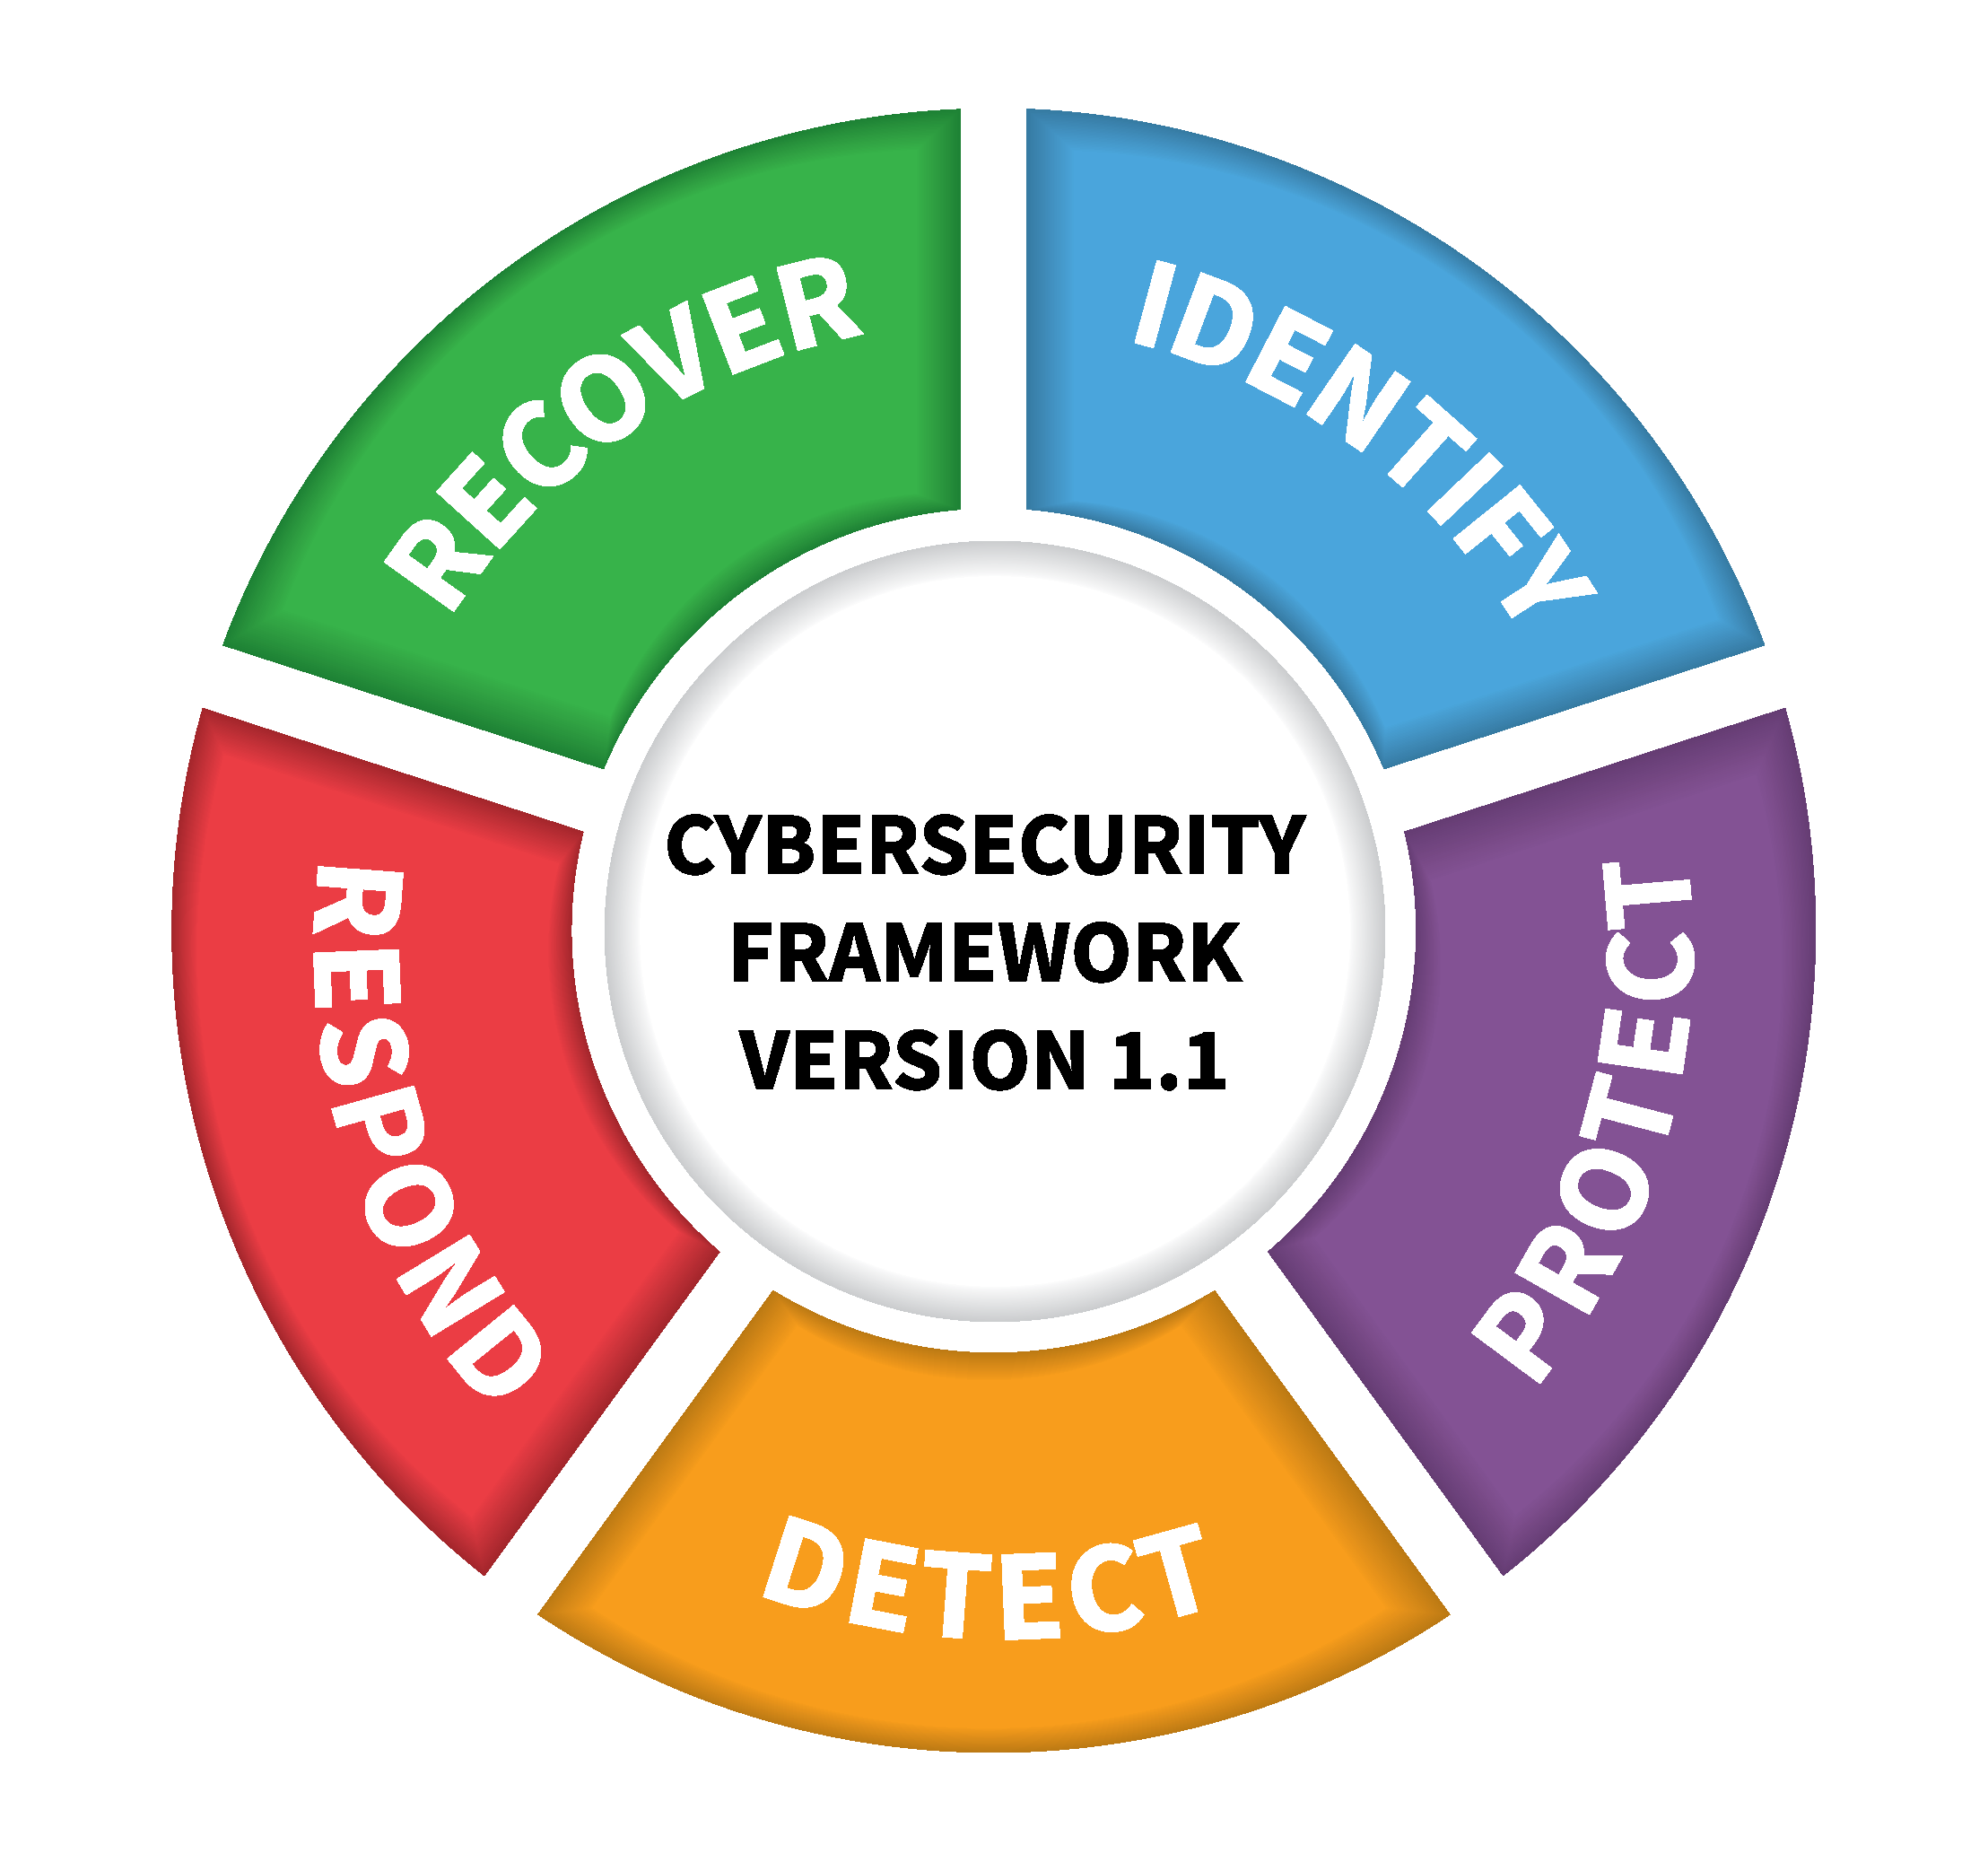 IDENTIFY
PROTECT
DETECT
RESPOND
RECOVER
CYBERSECURITY
FRAMEWORK
VERSION 1.1